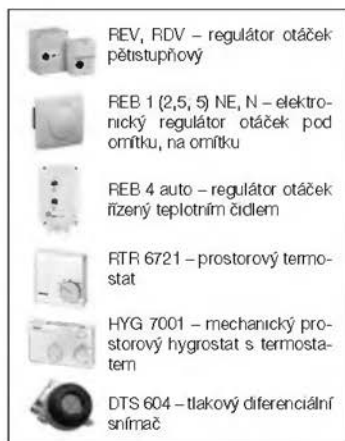 REV, RDV – regulátor otáček
pětistupňový
REB 1 (2,5, 5) NE, N – elektro-
nický regulátor otáček pod
omítku, na omítku
REB 4 auto – regulátor otáček
řízený teplotním čidlem
RTR 6721 – prostorový termo-
stat
HYG 7001 – mechanický pro-
storový hygrostat s termosta-
tem
DTS 604 – tlakový diferenciální
snímač